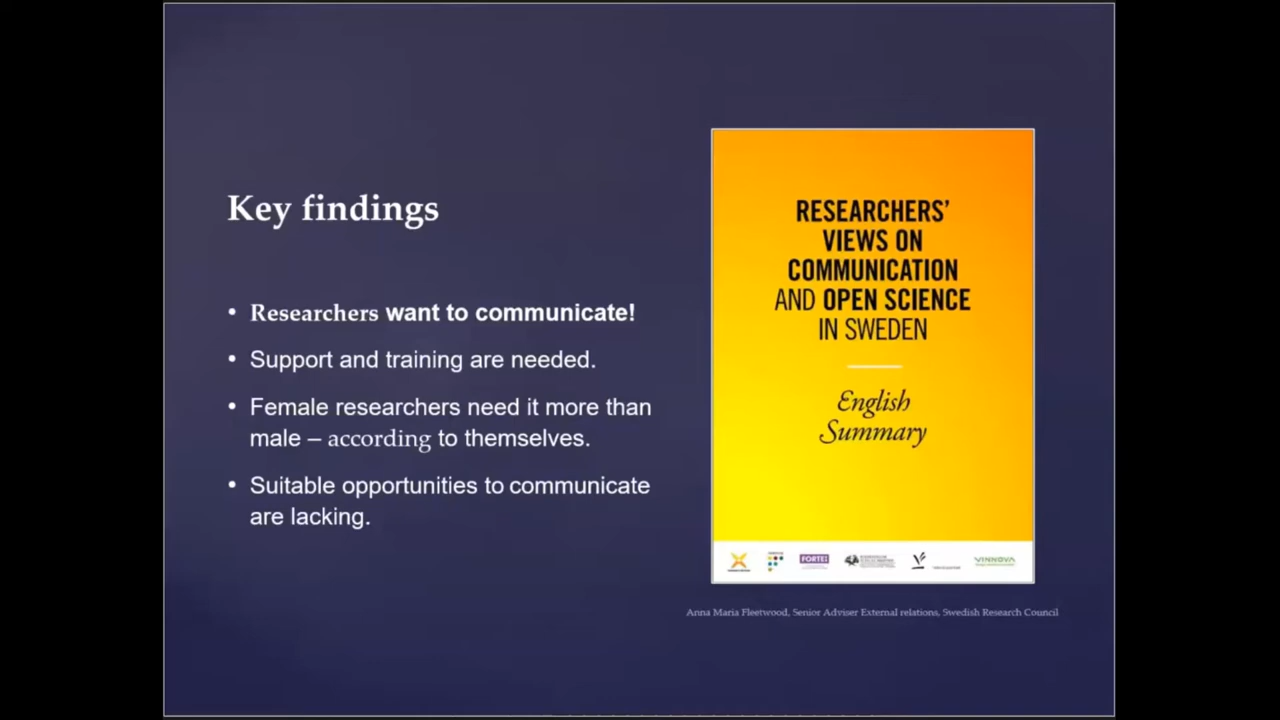 Key findings
• Researchers want to communicate!
• Support and training are needed.
• Female researchers need it more than
male – according to themselves.
• Suitable opportunities to communicate
are lacking.
RESEARCHERS’
VIEWS ON
COMMUNICATION
AND OPEN SCIENCE
IN SWEDEN
English
Summary
FORTE
VINNOVA
Anna Maria Fleetwood, Senior Adviser External relations, Swedish Research Council